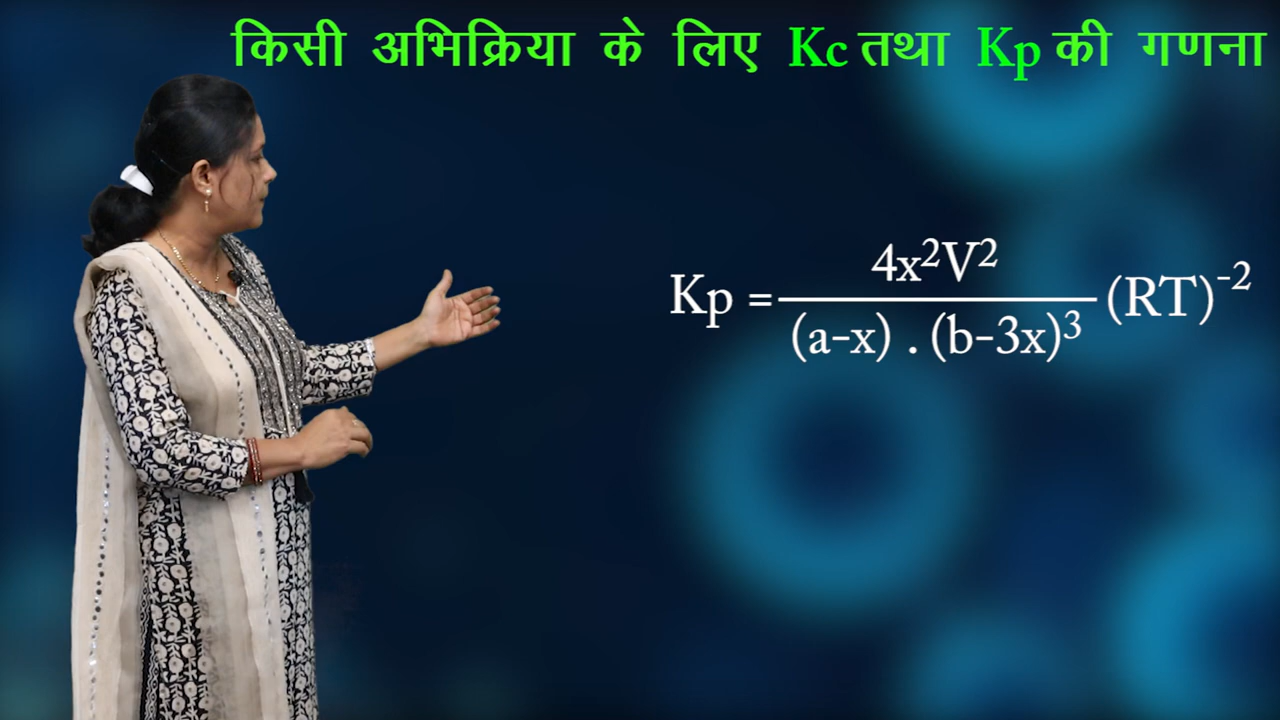 किसी अभिक्रिया के लिए Kc तथा Kp की गणना
Kp = 4x²V² / (a-x) . (b-3x)³ (RT)⁻²